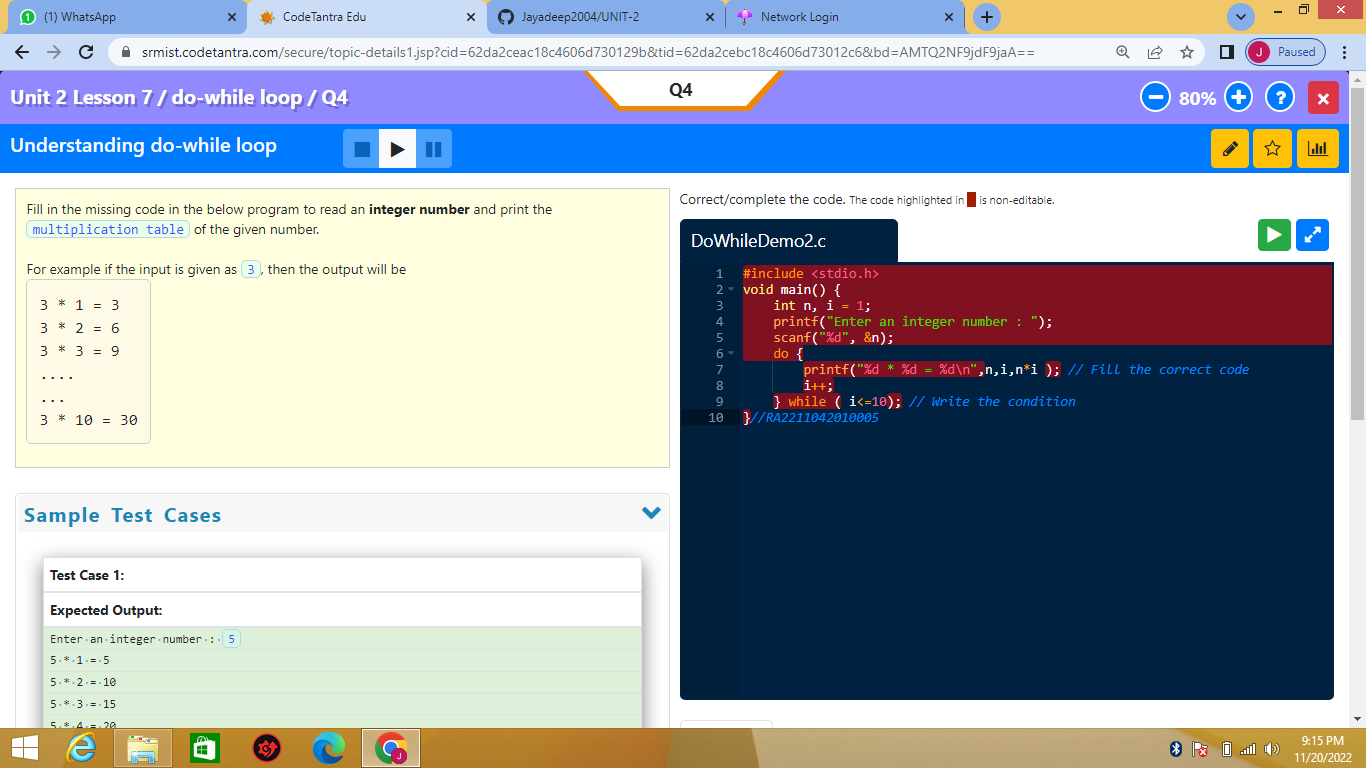 (1) WhatsApp
CodeTantra Edu
Jayadeep2004/UNIT-2
Network Login
srmist.codetantra.com/secure/topic-details1.jsp?cid=62da2ceac18c4606d730129b&tid=62da2cebc18c4606d73012c6&bd=AMTQ2NF9jdF9jaA==
J Paused
Unit 2 Lesson 7 / do-while loop / Q4
Q4
80%
?
Understanding do-while loop
Fill in the missing code in the below program to read an integer number and print the
multiplication table of the given number.
For example if the input is given as 3, then the output will be
3 * 1 = 3
3 * 2 = 6
3 * 3 = 9
....
...
3 * 10 = 30
Sample Test Cases
Test Case 1:
Expected Output:
Enter·an·integer·number·:·5
5·*·1·=·5
5·*·2·=·10
5·*·3·=·15
5·*·4·=·20
Correct/complete the code. The code highlighted in is non-editable.
DoWhileDemo2.c
1 #include <stdio.h>
2 void main() {
3 int n, i = 1;
4 printf("Enter an integer number : ");
5 scanf("%d", &n);
6 do {
7 printf("%d * %d = %d\n",n,i,n*i ); // Fill the correct code
8 i++;
9 } while ( i<=10); // Write the condition
10 }//RA2211042010005
9:15 PM
11/20/2022